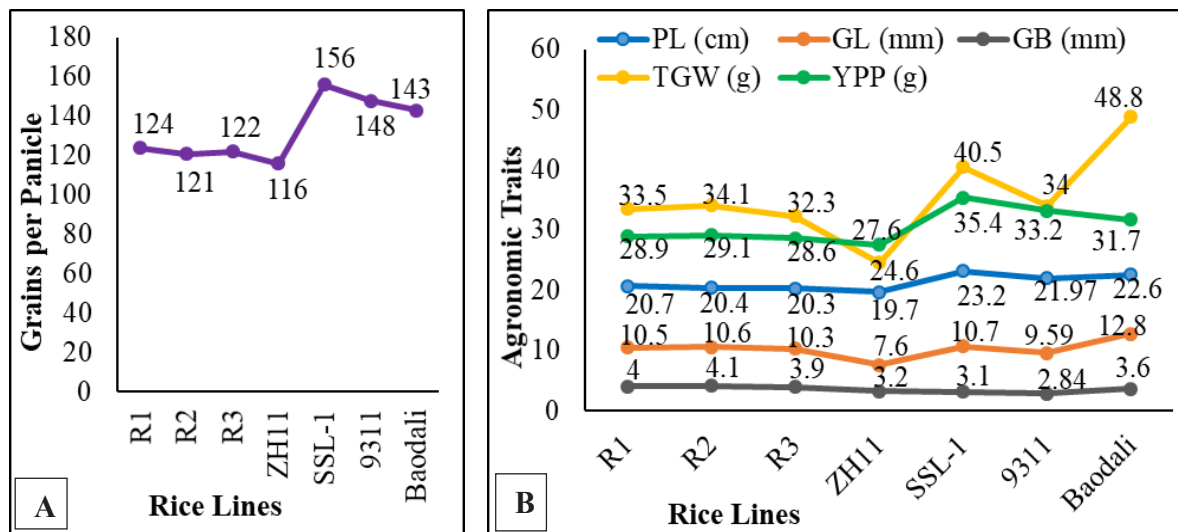 180
160
140
120
100
80
60
40
20
0
Grains per Panicle
124
121
122
116
156
148
143
R1
R2
R3
ZH11
SSL-1
9311
Baodali
Rice Lines
A
60
50
40
30
20
10
0
Agronomic Traits
PL (cm) GL (mm) GB (mm)
TGW (g) YPP (g)
33.5 34.1 32.3 24.6 40.5 34 48.8
28.9 29.1 28.6 27.6 35.4 33.2 31.7
20.7 20.4 20.3 19.7 23.2 21.97 22.6
10.5 10.6 10.3 7.6 10.7 9.59 12.8
4 4.1 3.9 3.2 3.1 2.84 3.6
R1
R2
R3
ZH11
SSL-1
9311
Baodali
Rice Lines
B